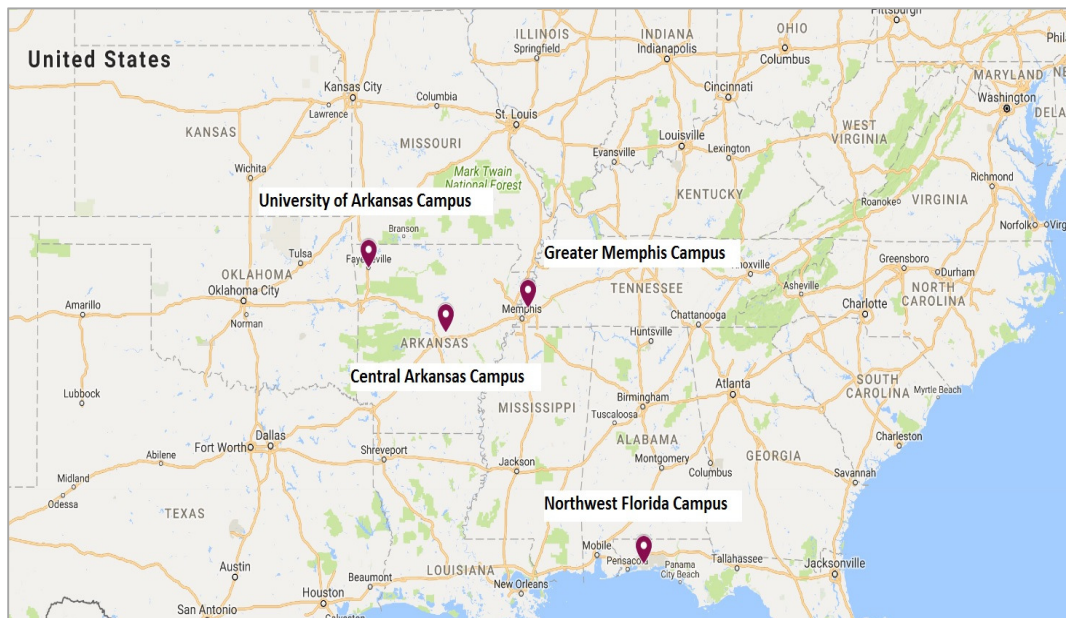 Pittsburgh
ILLINOIS
INDIANA
OHIO
Springfield
Indianapolis
Columbus
Phila
United States
MARYLAND
NE
Kansas City
Columbia
Cincinnati
Washington
Lawrence
DELA
KANSAS
St. Louis
MISSOURI
Louisville
WEST
VIRGINIA
Evansville
Lexington
Wichita
Mark Twain
National Forest
Richmond
KENTUCKY
University of Arkansas Campus
Roanoke
VIRGINIA
Branson
Norfolk
Virg
Tulsa
Fayetteville
Greater Memphis Campus
noxville
Greensboro
Durham
OKLAHOMA
Oklahoma City
TENNESSEE
Asheville
NORTH
CAROLINA
Amarillo
Norman
Memphis
Charlotte
Chattanooga
ARKANSAS
Huntsville
Central Arkansas Campus
SOUTH
CAROLINA
Myrtle Beach
Lubbock
Atlanta
MISSISSIPPI
Birmingham
Tuscaloosa
Charleston
Dallas
Fort Worth
ALABAMA
Abilene
Shreveport
Montgomery
GEORGIA
Jackson
Columbus
Savannah
Midland
Odessa
Northwest Florida Campus
TEXAS
Mobile
Pensacola
Tallahassee
Jacksonville
Panama
City Beach
Austin
LOUISIANA
Beaumont
New Orleans
Houston
San Antonio
Galveston